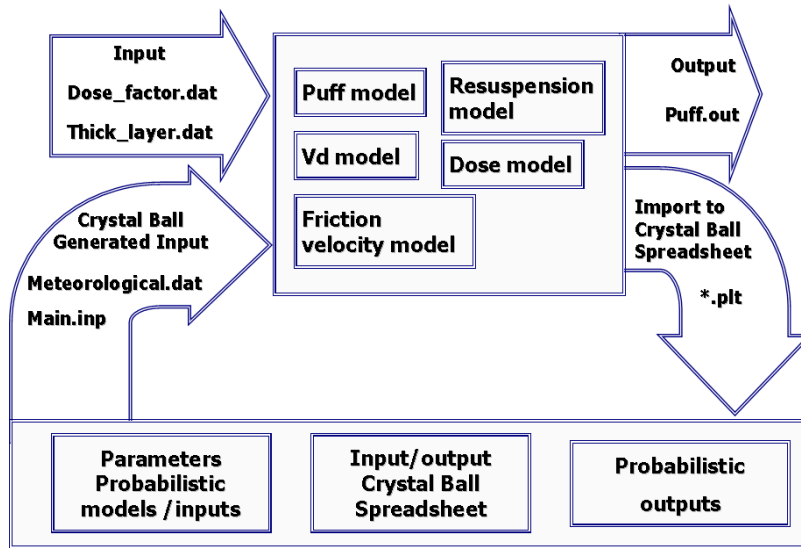 Input
Dose_factor.dat
Thick_layer.dat
Puff model
Resuspension
model
Vd model
Dose model
Friction
velocity model
Output
Puff.out
Crystal Ball
Generated Input
Meteorological.dat
Main.inp
Import to
Crystal Ball
Spreadsheet
*.plt
Parameters
Probabilistic
models /inputs
Input/output
Crystal Ball
Spreadsheet
Probabilistic
outputs